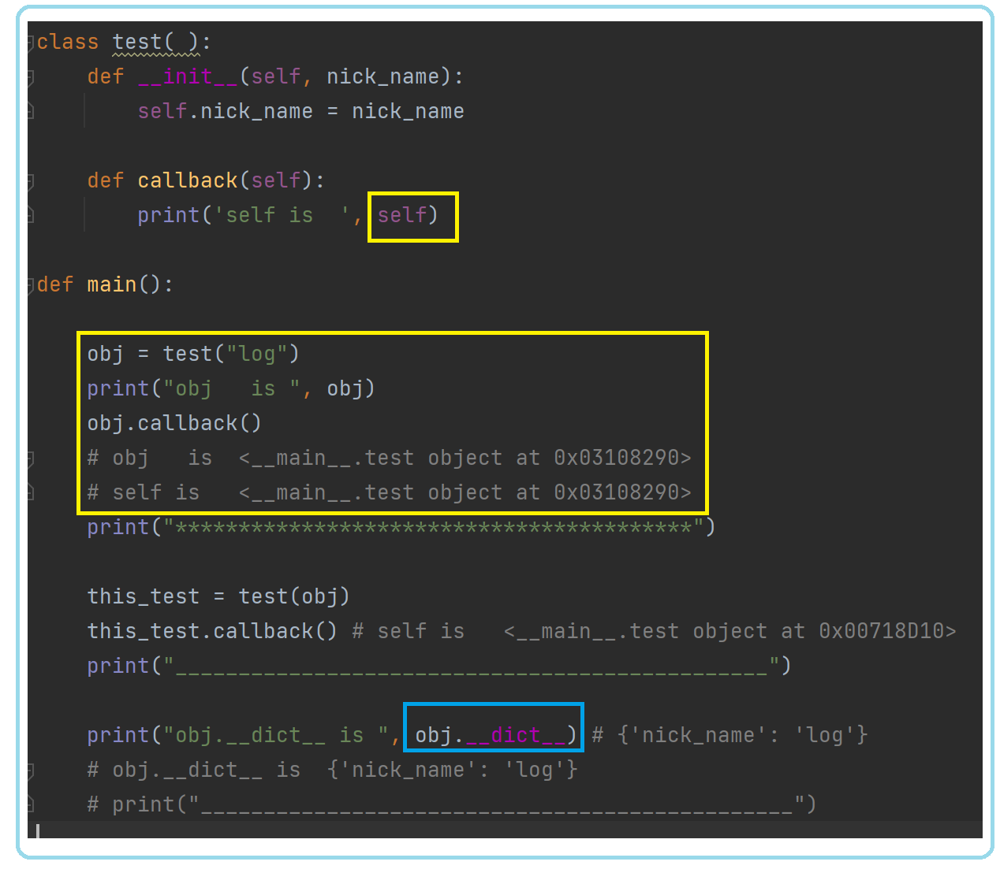 class test( ):
    def __init__(self, nick_name):
        self.nick_name = nick_name
    def callback(self):
        print('self is  ', self)
def main():
    obj = test("log")
    print("obj   is ", obj)
    obj.callback()
    # obj   is  <__main__.test object at 0x03108290>
    # self is   <__main__.test object at 0x03108290>
    print("*****************************************")
    this_test = test(obj)
    this_test.callback() # self is   <__main__.test object at 0x00718D10>
    print("_______________________________________________")
    print("obj.__dict__ is ", obj.__dict__) # {'nick_name': 'log'}
    # obj.__dict__ is  {'nick_name': 'log'}
    # print("_______________________________________________")